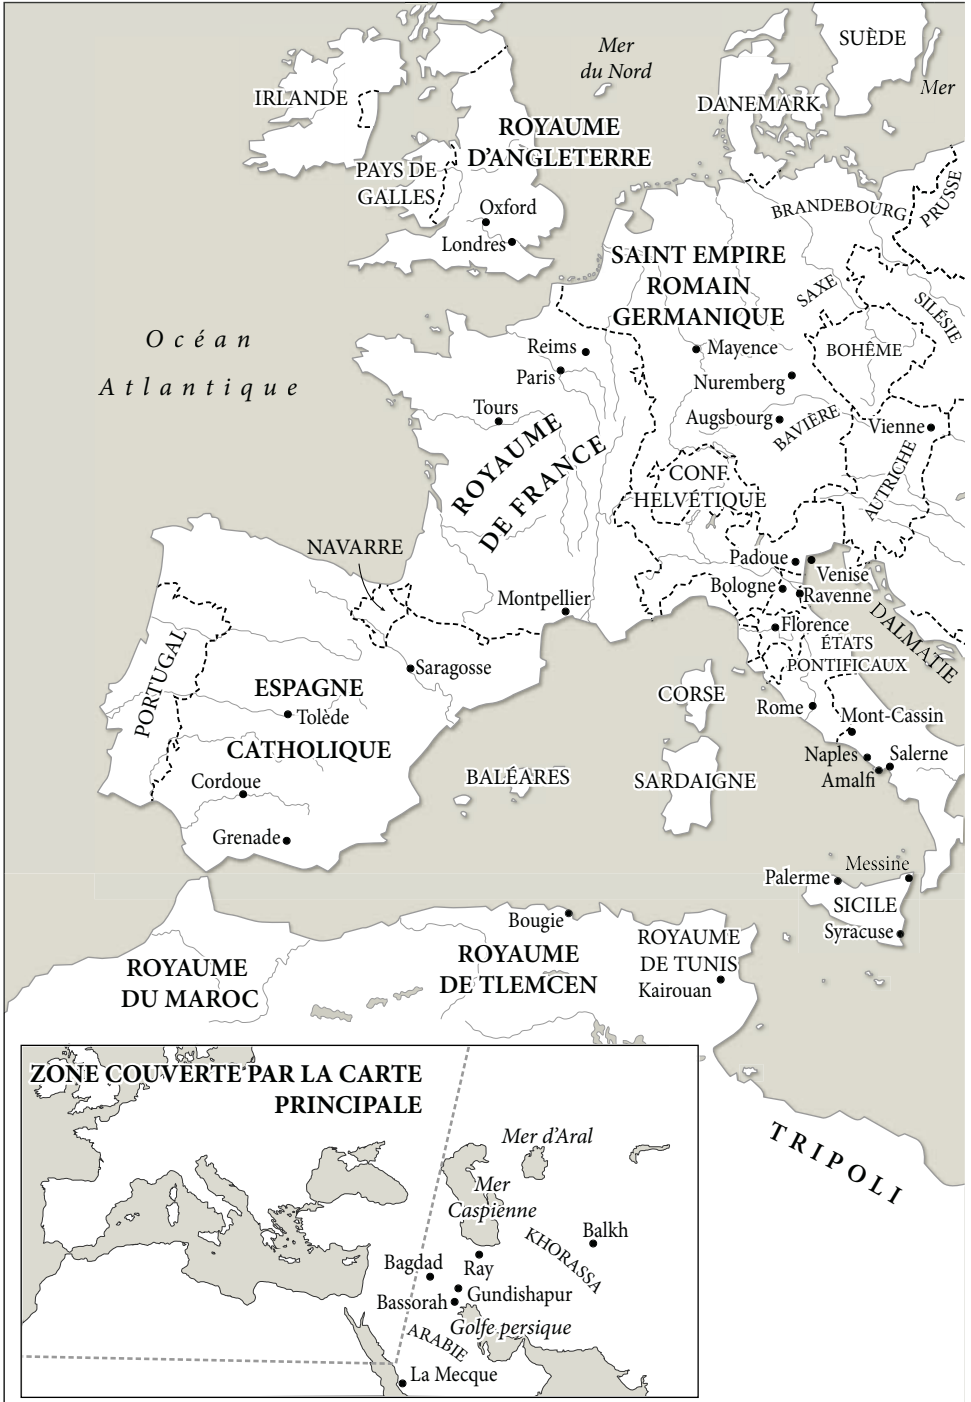 SUÈDE
Mer
du Nord
Mer
IRLANDE
DANEMARK
ROYAUME
D'ANGLETERRE
PAYS DE
GALLES
PRUSSE
BRANDEBOURG
Oxford
Londres
SAINT EMPIRE
ROMAIN
GERMANIQUE
SAXE
SILÉSIE
Océan
Atlantique
Reims
Mayence
BOHÊME
Paris
Nuremberg
Tours
Augsbourg
BAVIÈRE
Vienne
ROYAUME
DE FRANCE
CONF.
HELVÉTIQUE
AUTRICHE
NAVARRE
Padoue
Venise
Bologne
Ravenne
Montpellier
Florence
DALMATIE
ÉTATS
PONTIFICAUX
PORTUGAL
Saragosse
ESPAGNE
CATHOLIQUE
Tolède
CORSE
Rome
Mont-Cassin
Naples
Salerne
Amalfi
Cordoue
BALÉARES
SARDAIGNE
Grenade
Messine
Palerme
SICILE
Syracuse
Bougie
ROYAUME
DU MAROC
ROYAUME
DE TLEMCEN
ROYAUME
DE TUNIS
Kairouan
TRIPOLI
ZONE COUVERTE PAR LA CARTE
PRINCIPALE
Mer d'Aral
Mer
Caspienne
KHORASSA
Balkh
Bagdad
Ray
Gundishapur
Bassorah
Golfe persique
ARABIE
La Mecque